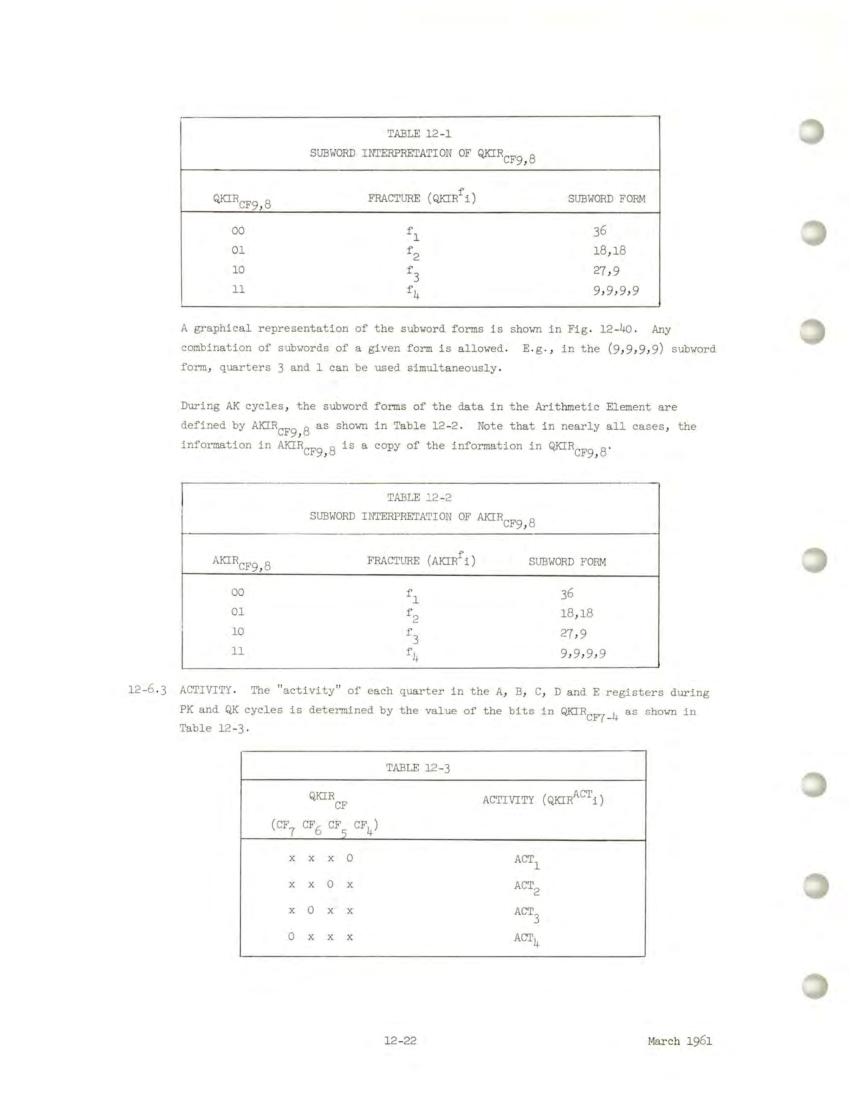 TABLE 12-1
SUBWORD INTERPRETATION OF QKIR_CF9,8
QKIR_CF9,8 FRACTURE (QKIR^f i) SUBWORD FORM
00 f_1 36
01 f_2 18,18
10 f_3 27,9
11 f_4 9,9,9,9
A graphical representation of the subword forms is shown in Fig. 12-40. Any
combination of subwords of a given form is allowed. E.g., in the (9,9,9,9) subword
form, quarters 3 and 1 can be used simultaneously.
During AK cycles, the subword forms of the data in the Arithmetic Element are
defined by AKIR_CF9,8 as shown in Table 12-2. Note that in nearly all cases, the
information in AKIR_CF9,8 is a copy of the information in QKIR_CF9,8.
TABLE 12-2
SUBWORD INTERPRETATION OF AKIR_CF9,8
AKIR_CF9,8 FRACTURE (AKIR^f i) SUBWORD FORM
00 f_1 36
01 f_2 18,18
10 f_3 27,9
11 f_4 9,9,9,9
12-6.3 ACTIVITY. The "activity" of each quarter in the A, B, C, D and E registers during
PK and QK cycles is determined by the value of the bits in QKIR_CF7-4 as shown in
Table 12-3.
TABLE 12-3
QKIR_CF ACTIVITY (QKIR^ACT i)
(CF_7 CF_6 CF_5 CF_4)
x x x 0 ACT_1
x x 0 x ACT_2
x 0 x x ACT_3
0 x x x ACT_4
12-22 March 1961